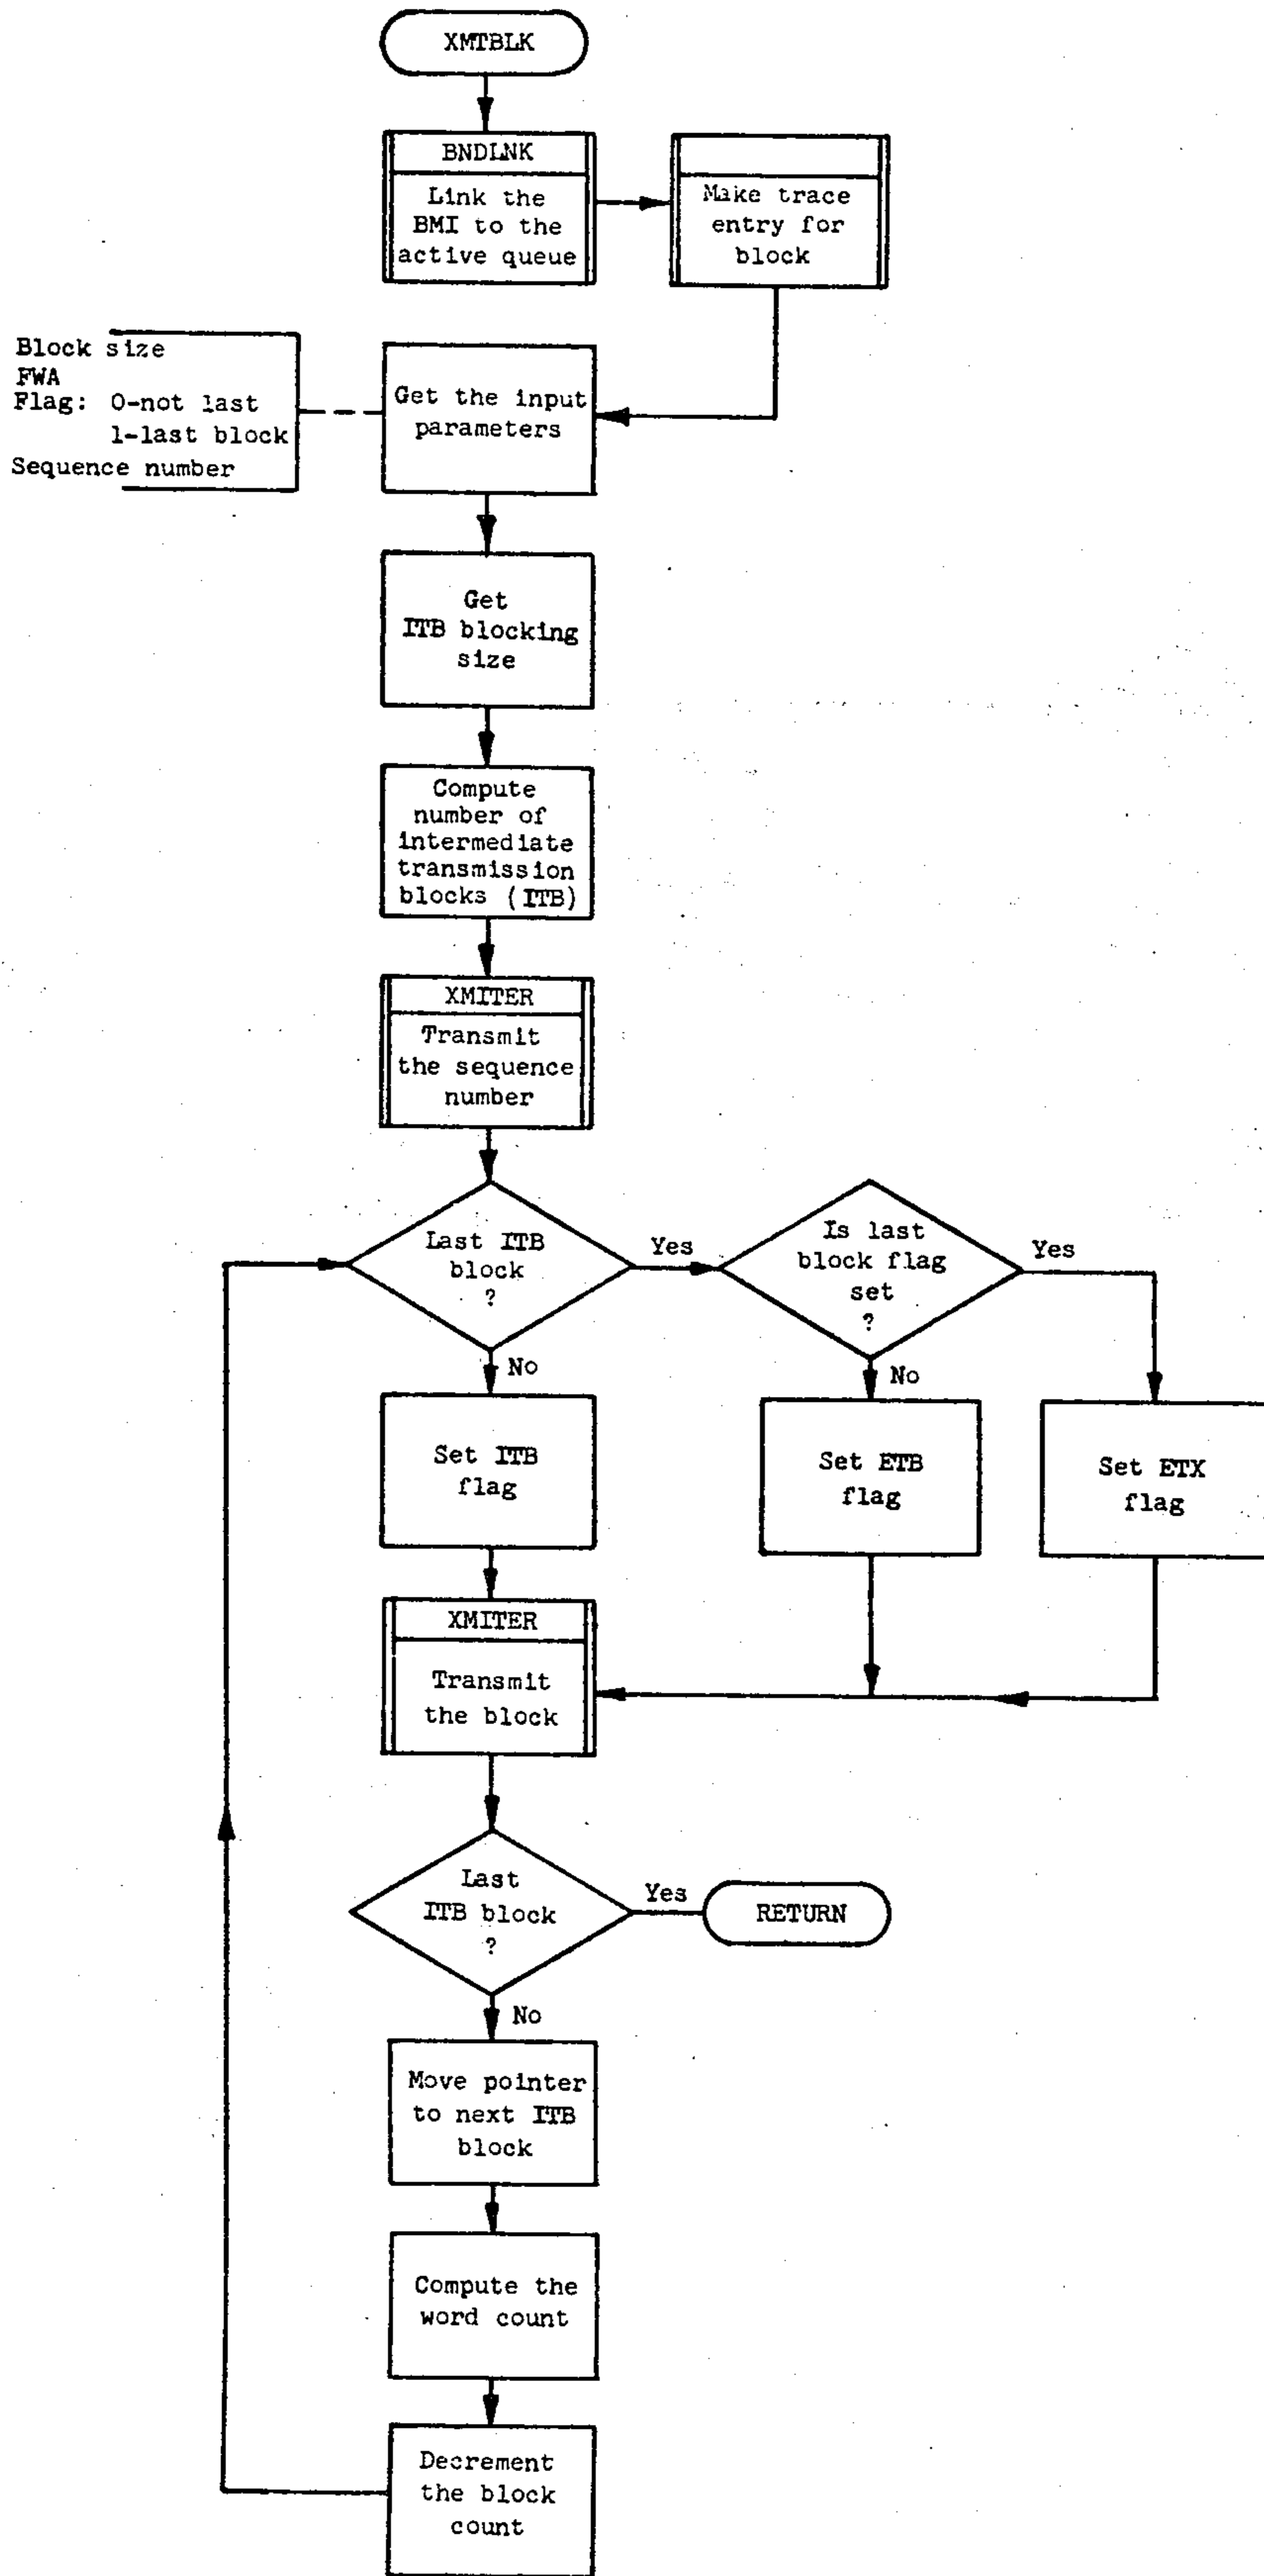 XMTBLK
BNDLNK
Link the
BMI to the
active queue
Make trace
entry for
block
Block size
FWA
Flag: 0-not last
1-last block
Sequence number
Get the input
parameters
Get
ITB blocking
size
Compute
number of
intermediate
transmission
blocks (ITB)
XMITER
Transmit
the sequence
number
Last ITB
block
?
Yes
Is last
block flag
set
?
Yes
No
No
Set ITB
flag
Set ETB
flag
Set ETX
flag
XMITER
Transmit
the block
Last
ITB block
?
Yes
RETURN
No
Move pointer
to next ITB
block
Compute the
word count
Decrement
the block
count